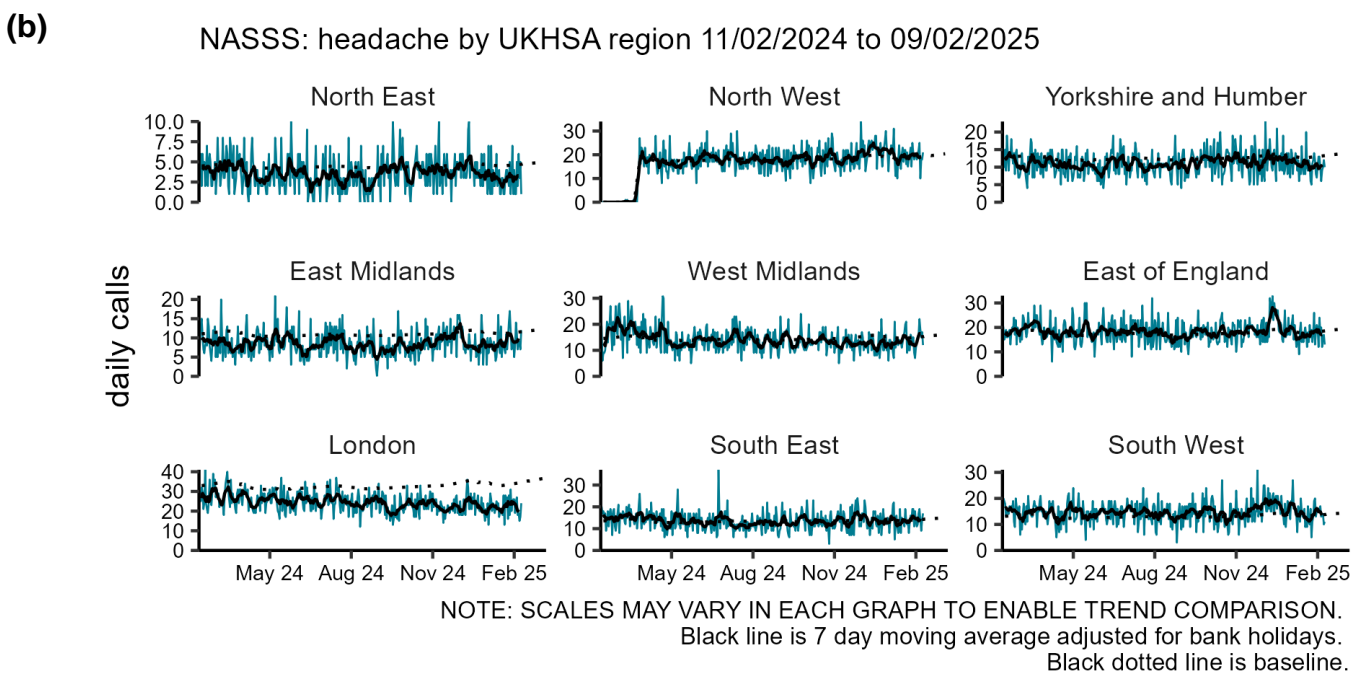 (b)
NASSS: headache by UKHSA region 11/02/2024 to 09/02/2025
daily calls
North East
10.0
7.5
5.0
2.5
0.0
North West
30
20
10
0
Yorkshire and Humber
20
15
10
5
0
East Midlands
20
15
10
5
0
West Midlands
30
20
10
0
East of England
30
20
10
0
London
40
30
20
10
0
May 24 Aug 24 Nov 24 Feb 25
South East
30
20
10
0
May 24 Aug 24 Nov 24 Feb 25
South West
30
20
10
0
May 24 Aug 24 Nov 24 Feb 25
NOTE: SCALES MAY VARY IN EACH GRAPH TO ENABLE TREND COMPARISON.
Black line is 7 day moving average adjusted for bank holidays.
Black dotted line is baseline.